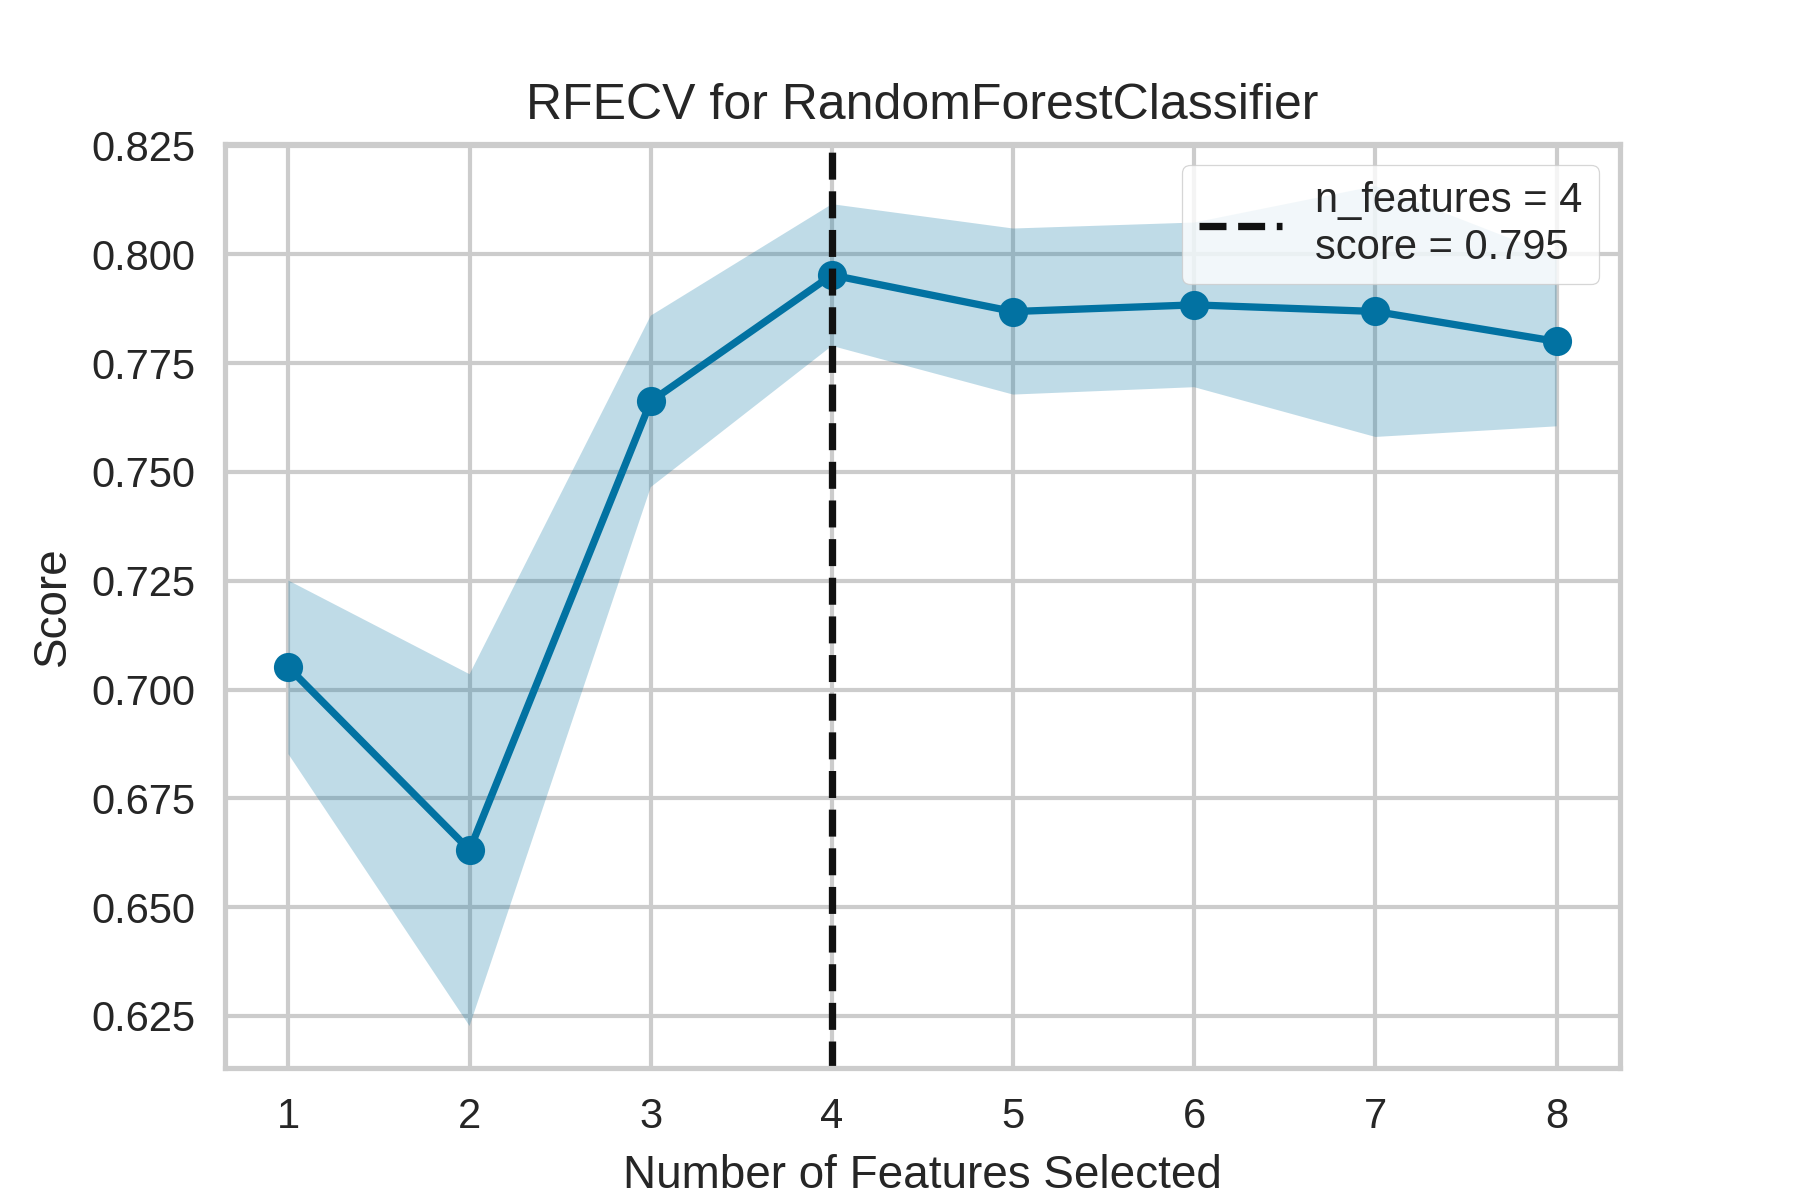 RFECV for RandomForestClassifier
n_features = 4
score = 0.795
0.825
0.800
0.775
0.750
0.725
0.700
0.675
0.650
0.625
Score
1 2 3 4 5 6 7 8
Number of Features Selected